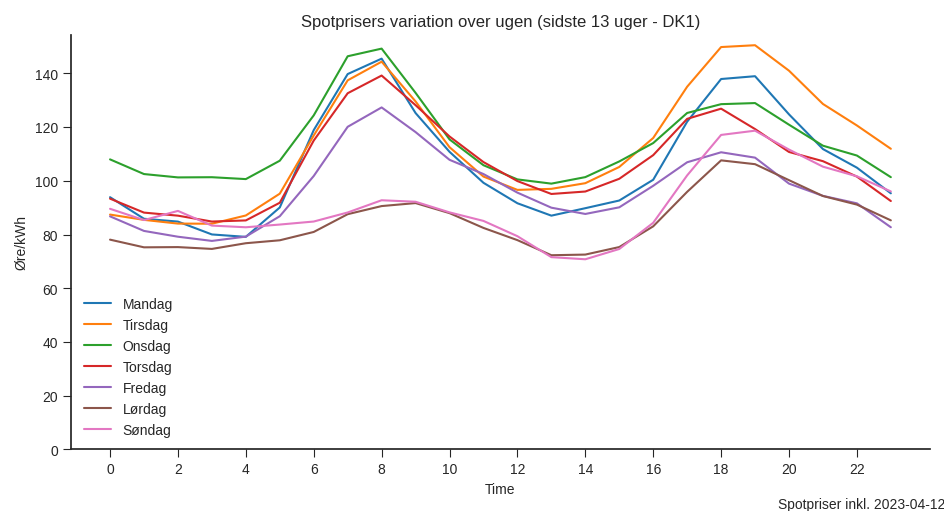 Spotprisers variation over ugen (sidste 13 uger - DK1)
Øre/kWh
140
120
100
80
60
40
20
0
Mandag
Tirsdag
Onsdag
Torsdag
Fredag
Lørdag
Søndag
0 2 4 6 8 10 12 14 16 18 20 22
Time
Spotpriser inkl. 2023-04-12